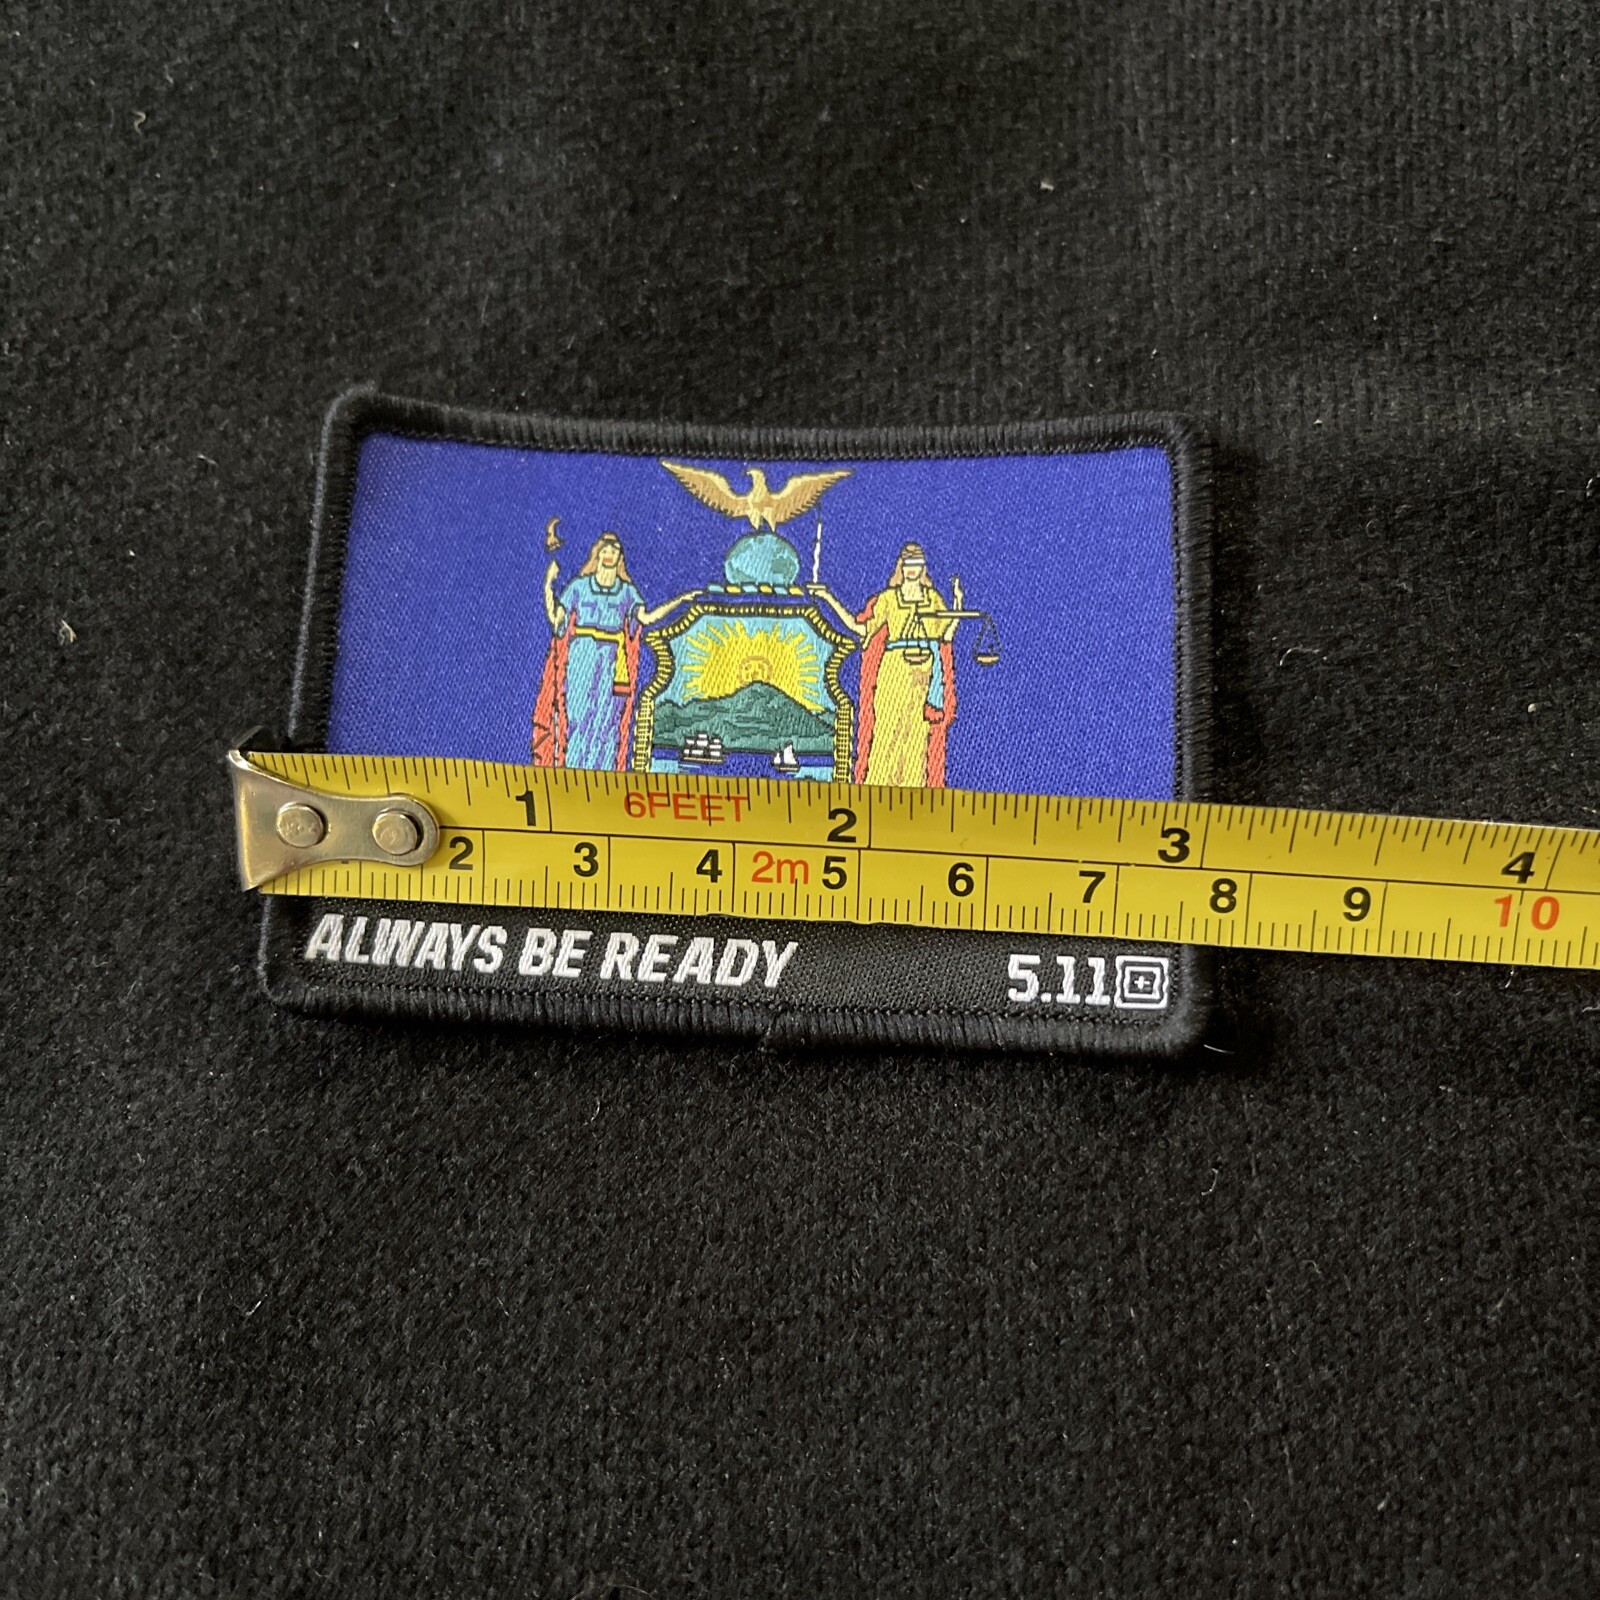 1 6FEET 2 3 4
2 3 4 2m 5 6 7 8 9 10
ALWAYS BE READY 5.11